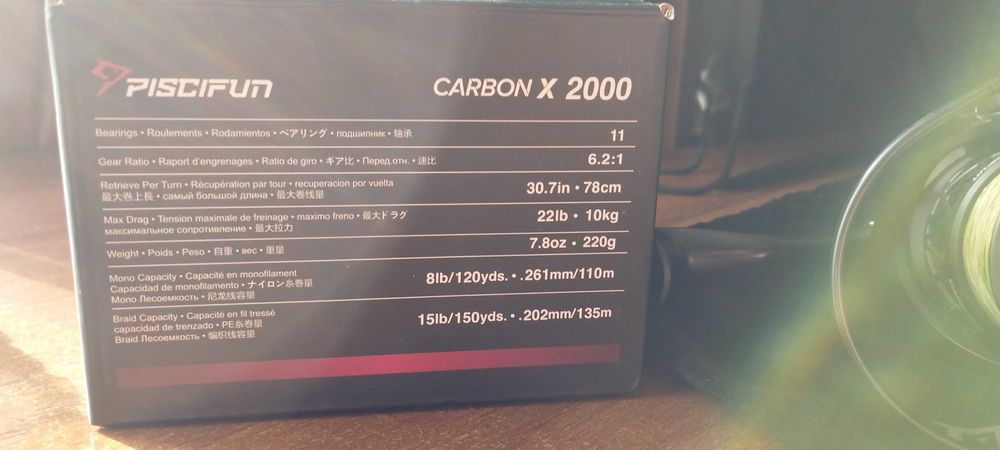 PISCIFUN
CARBON X 2000
Bearings • Roulements • Rodamientos • ベアリング • подшипник • 轴承
11
Gear Ratio • Raport d'engrenages • Ratio de giro • ギア比 • Перед.отн. • 速比
6.2:1
Retrieve Per Turn • Récupération par tour • recuperacion por vuelta
最大巻上長 • самый большой длина • 最大卷线量
30.7in • 78cm
Max Drag • Tension maximale de freinage • maximo freno • 最大ドラグ
максимальное сопротивление • 最大拉力
22lb • 10kg
Weight • Poids • Peso • 自重 • вес • 重量
7.8oz • 220g
Mono Capacity • Capacité en monofilament
Capacidad de monofilamento • ナイロン糸巻量
Mono Лесоемкость • 尼龙线容量
8lb/120yds. • .261mm/110m
Braid Capacity • Capacité en fil tressé
capacidad de trenzado • PE糸巻量
Braid Лесоемкость • 编织线容量
15lb/150yds. • .202mm/135m